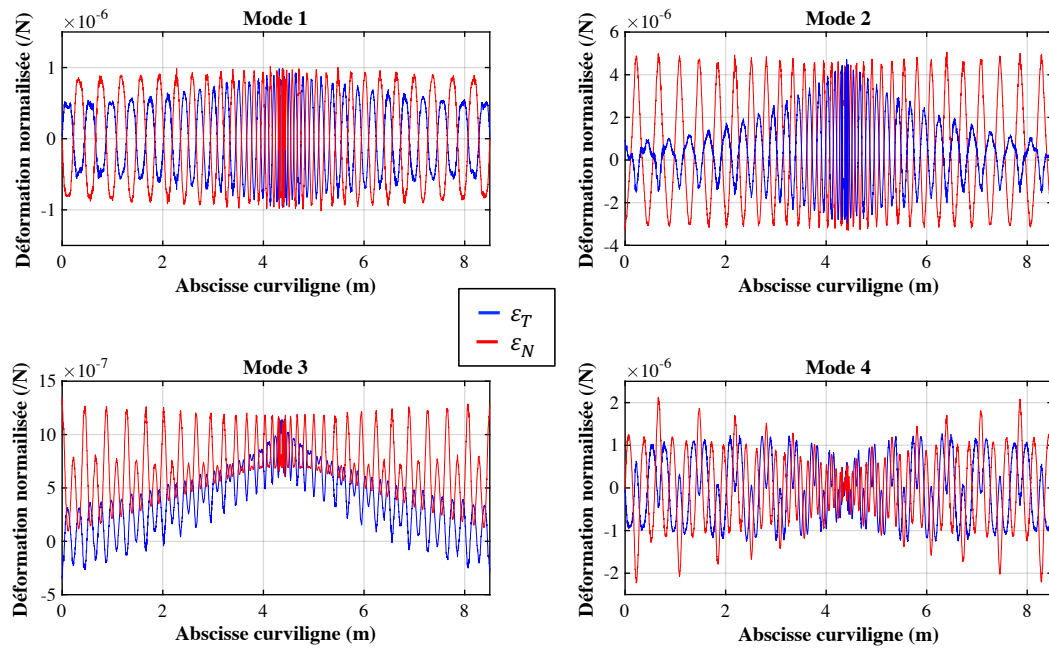 Mode 1
×10⁻⁶
Déformation normalisée (/N)
1
0
-1
0 2 4 6 8
Abscisse curviligne (m)
Mode 2
×10⁻⁶
Déformation normalisée (/N)
6
4
2
0
-2
-4
0 2 4 6 8
Abscisse curviligne (m)
ε_T
ε_N
Mode 3
×10⁻⁷
Déformation normalisée (/N)
15
10
5
0
-5
0 2 4 6 8
Abscisse curviligne (m)
Mode 4
×10⁻⁶
Déformation normalisée (/N)
2
1
0
-1
-2
0 2 4 6 8
Abscisse curviligne (m)